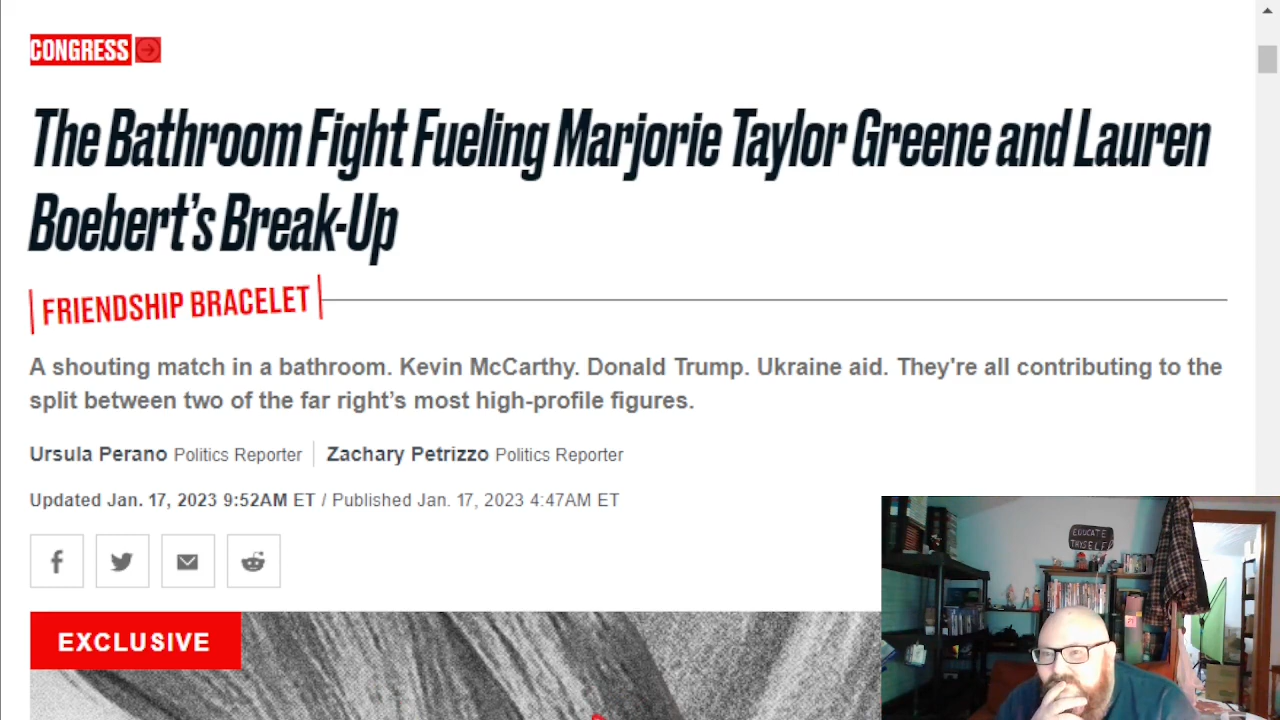 CONGRESS
The Bathroom Fight Fueling Marjorie Taylor Greene and Lauren
Boebert’s Break-Up
FRIENDSHIP BRACELET
A shouting match in a bathroom. Kevin McCarthy. Donald Trump. Ukraine aid. They're all contributing to the
split between two of the far right’s most high-profile figures.
Ursula Perano Politics Reporter Zachary Petrizzo Politics Reporter
Updated Jan. 17, 2023 9:52AM ET / Published Jan. 17, 2023 4:47AM ET
EXCLUSIVE
EDUCATE
THYSELF